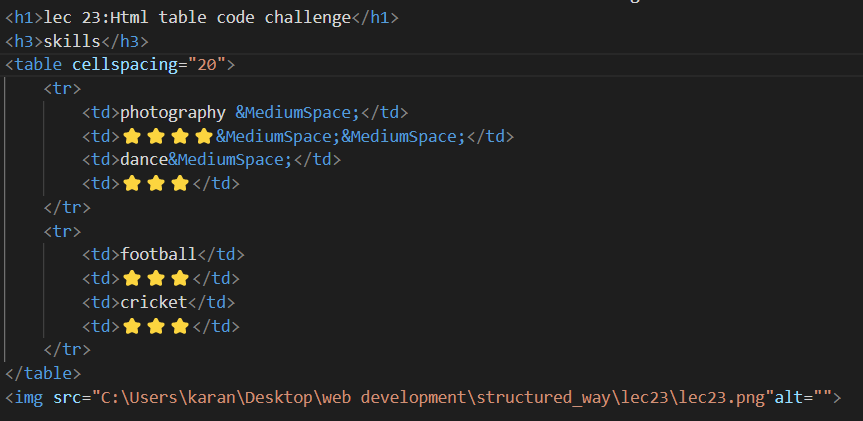 <h1>lec 23:Html table code challenge</h1>
<h3>skills</h3>
<table cellspacing="20">
    <tr>
        <td>photography &MediumSpace;</td>
        <td>⭐⭐⭐⭐&MediumSpace;&MediumSpace;</td>
        <td>dance&MediumSpace;</td>
        <td>⭐⭐⭐</td>
    </tr>
    <tr>
        <td>football</td>
        <td>⭐⭐⭐</td>
        <td>cricket</td>
        <td>⭐⭐⭐</td>
    </tr>
</table>
<img src="C:\Users\karan\Desktop\web development\structured_way\lec23\lec23.png"alt="">